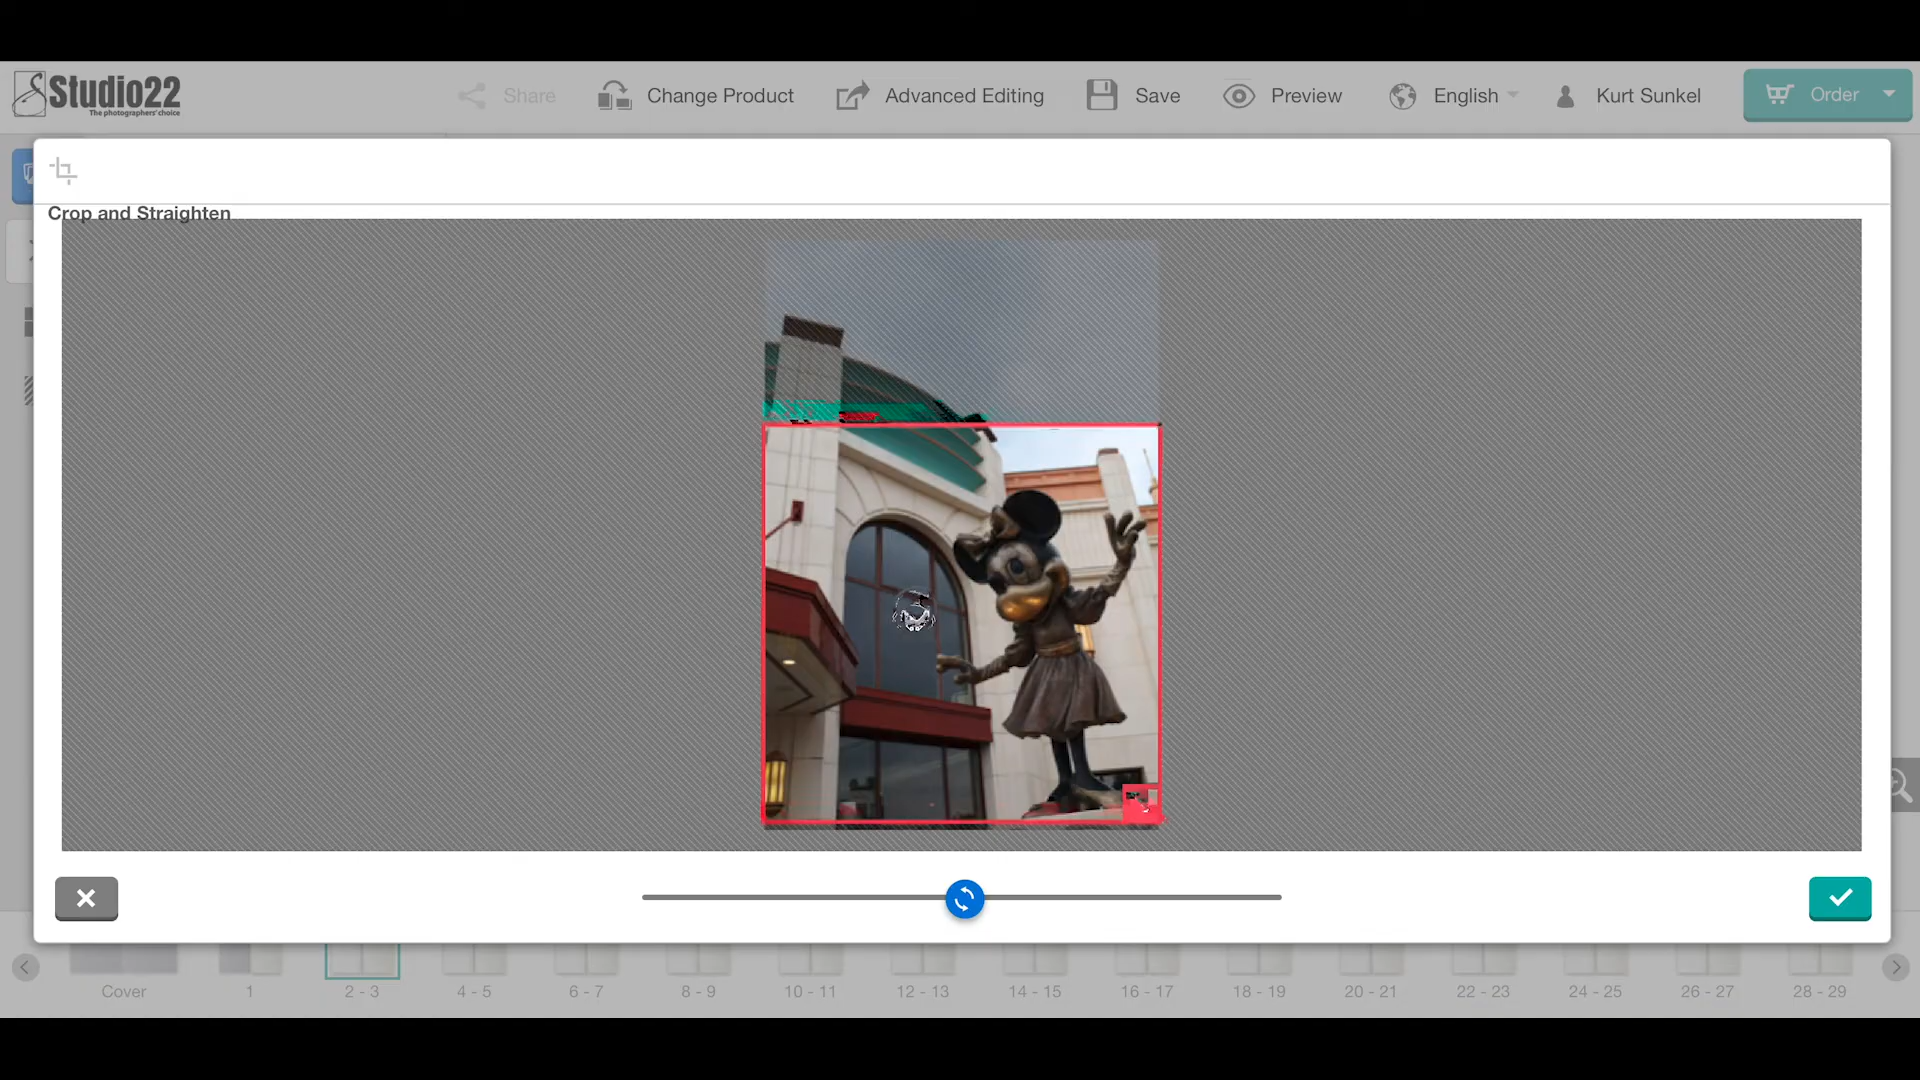 Studio22
The photographers' choice
Share
Change Product
Advanced Editing
Save
Preview
English
Kurt Sunkel
Order
Crop and Straighten
Cover
1
2 - 3
4 - 5
6 - 7
8 - 9
10 - 11
12 - 13
14 - 15
16 - 17
18 - 19
20 - 21
22 - 23
24 - 25
26 - 27
28 - 29